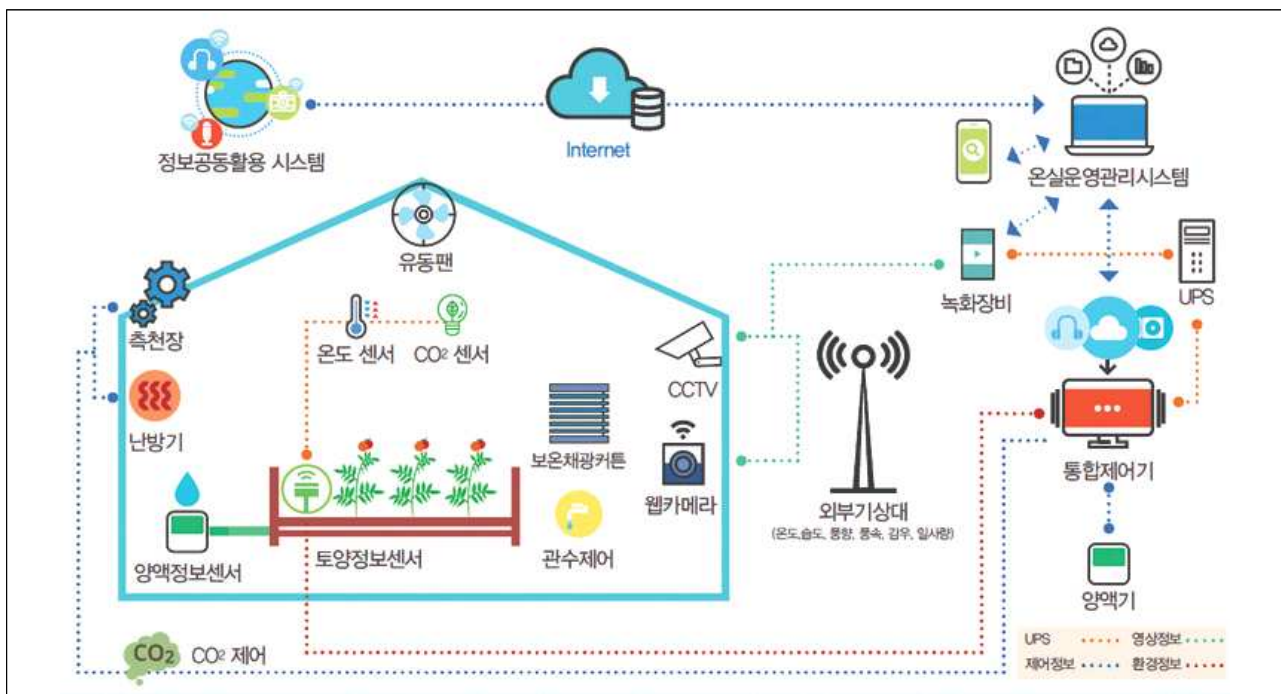 정보공동활용 시스템
Internet
온실운영관리시스템
유동팬
녹화장비
UPS
측천장
온도 센서
CO2 센서
CCTV
난방기
보온채광커튼
웹카메라
외부기상대
(온도,습도, 풍향, 풍속, 감우, 일사량)
통합제어기
양액정보센서
토양정보센서
관수제어
양액기
CO2
CO2 제어
UPS
영상정보
제어정보
환경정보